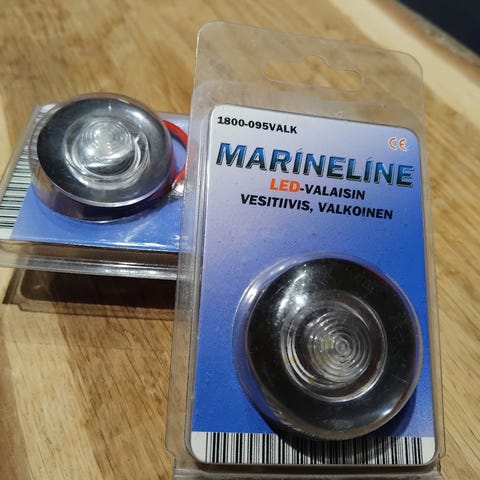 1800-095VALK
CE
MARINELINE
LED-VALAISIN
VESITIIVIS, VALKOINEN